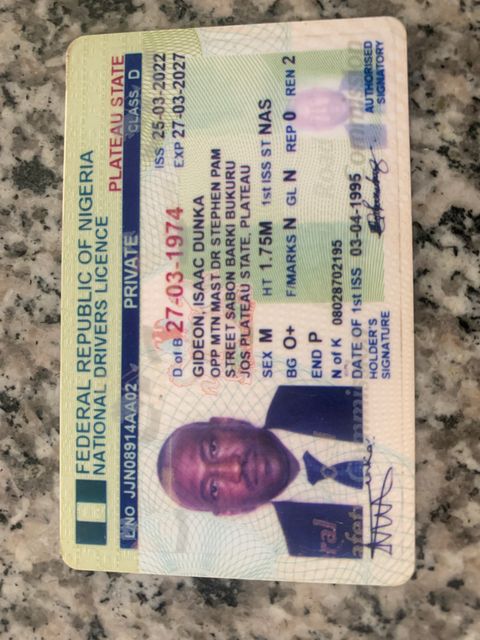 FEDERAL REPUBLIC OF NIGERIA
NATIONAL DRIVERS LICENCE
PLATEAU STATE
L/NO JJN08914AA02 PRIVATE CLASS D
ISS 25-03-2022
D of B 27-03-1974 EXP 27-03-2027
GIDEON, ISAAC DUNKA
OPP MTN MAST DR STEPHEN PAM
STREET SABON BARKI BUKURU
JOS PLATEAU STATE, PLATEAU
SEX M HT 1.75M 1st ISS ST NAS
BG O+ F/MARKS N GL N REP 0 REN 2
END P
N of K 08028702195
DATE OF 1st ISS 03-04-1995
HOLDER'S
SIGNATURE
AUTHORISED
SIGNATORY